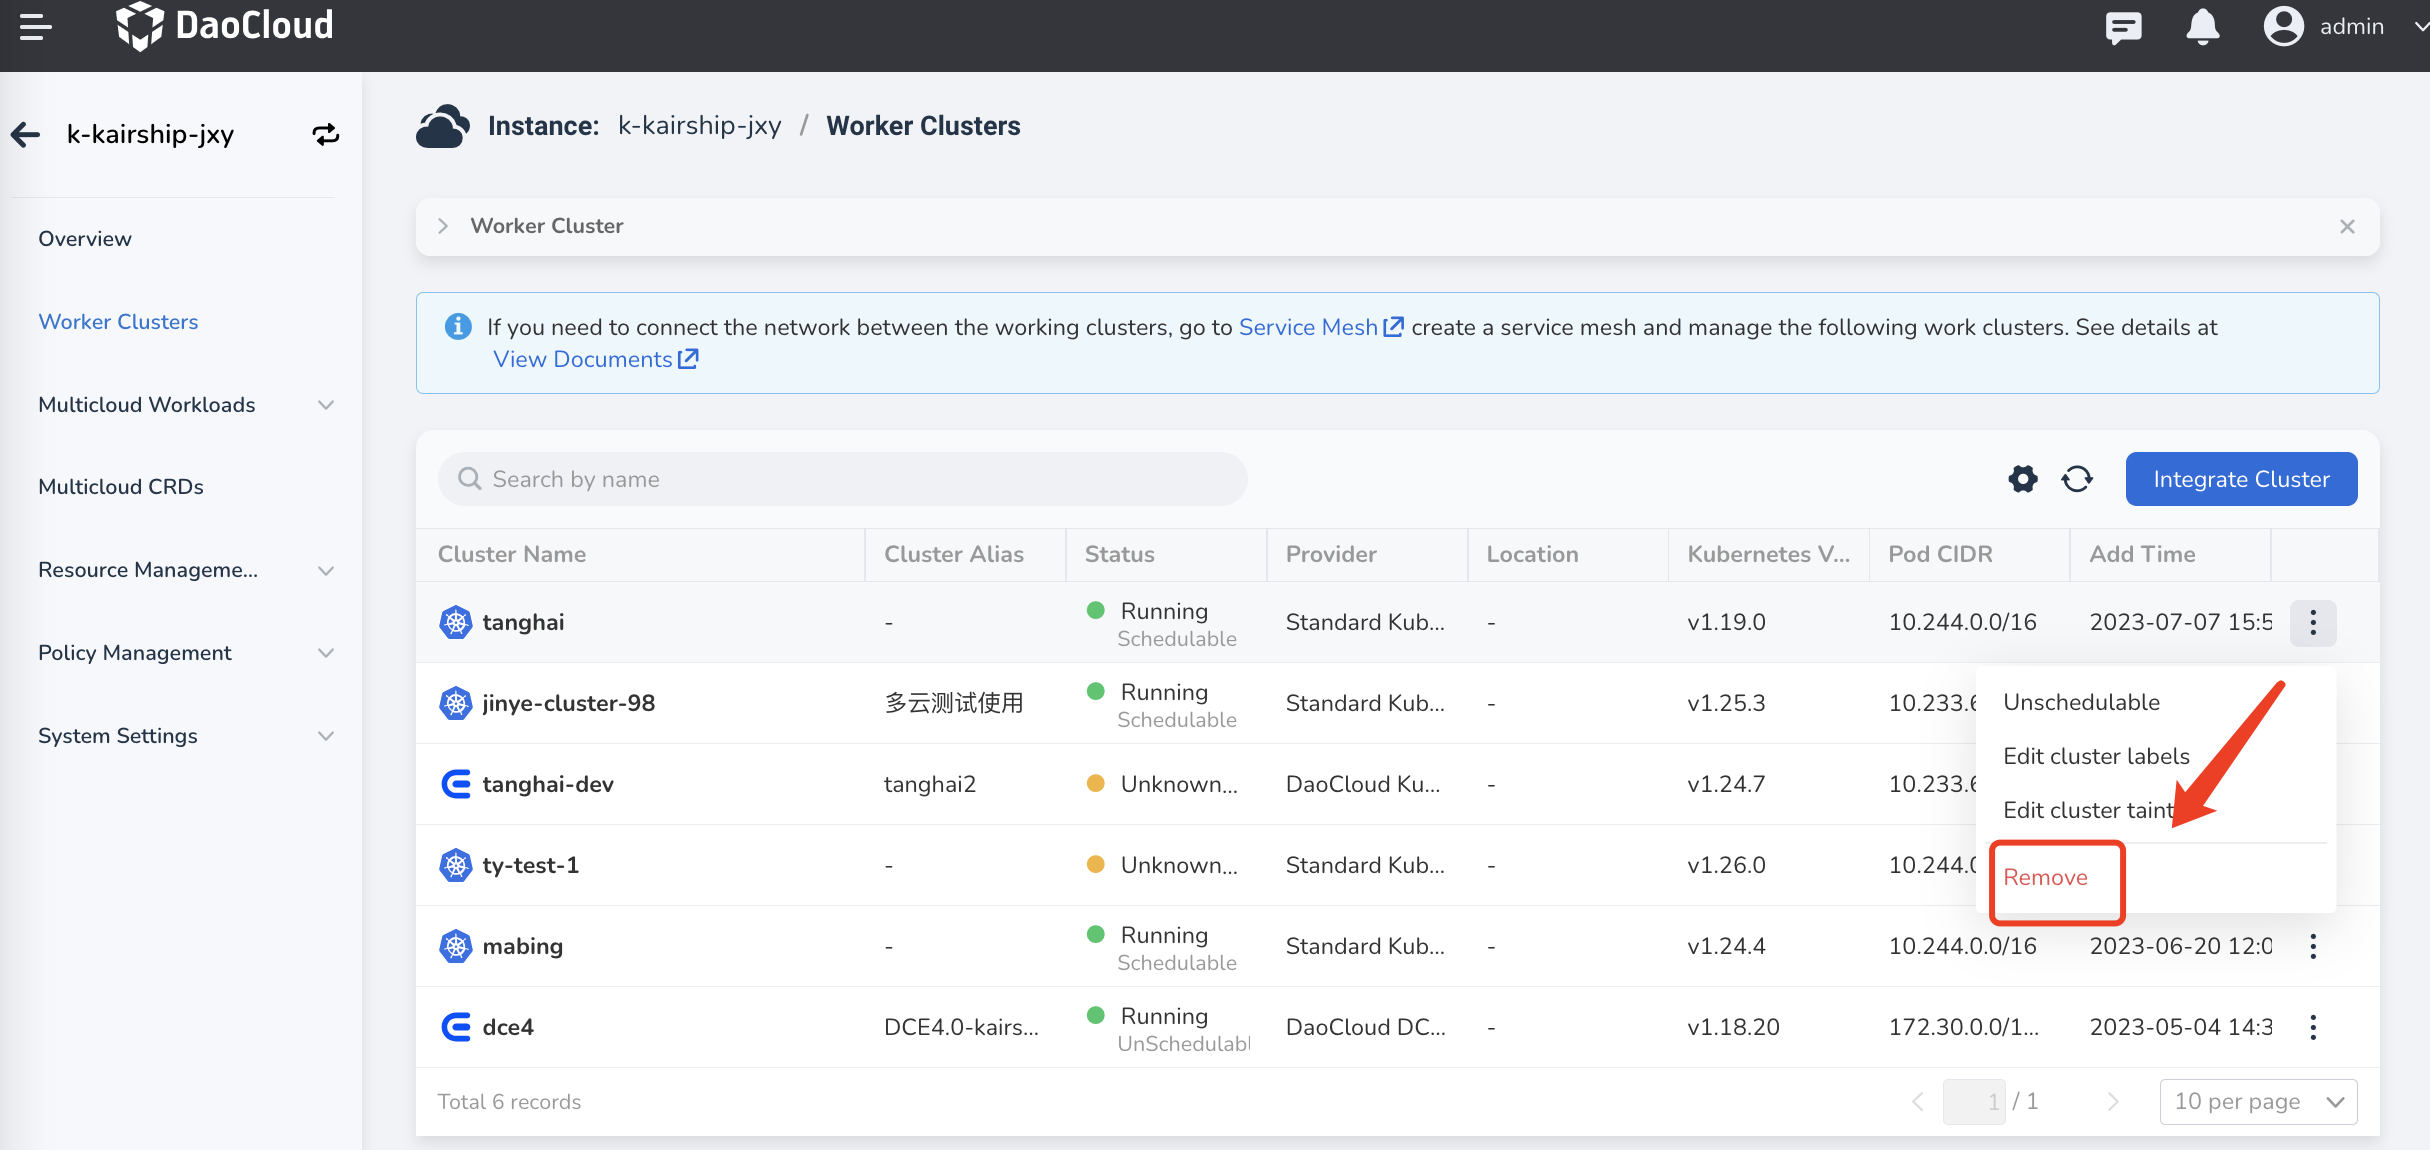 DaoCloud
admin
k-kairship-jxy
Instance: k-kairship-jxy / Worker Clusters
Overview
Worker Clusters
Multicloud Workloads
Multicloud CRDs
Resource Manageme...
Policy Management
System Settings
Worker Cluster
If you need to connect the network between the working clusters, go to Service Mesh create a service mesh and manage the following work clusters. See details at
View Documents
Search by name
Integrate Cluster
Cluster Name Cluster Alias Status Provider Location Kubernetes V... Pod CIDR Add Time
tanghai - Running Standard Kub... - v1.19.0 10.244.0.0/16 2023-07-07 15:5
Schedulable
jinye-cluster-98 多云测试使用 Running Standard Kub... - v1.25.3 10.233.6
Schedulable
tanghai-dev tanghai2 Unknown... DaoCloud Ku... - v1.24.7 10.233.6
ty-test-1 - Unknown... Standard Kub... - v1.26.0 10.244.0
mabing - Running Standard Kub... - v1.24.4 10.244.0.0/16 2023-06-20 12:0
Schedulable
dce4 DCE4.0-kairs... Running DaoCloud DC... - v1.18.20 172.30.0.0/1... 2023-05-04 14:3
UnSchedulabl
Unschedulable
Edit cluster labels
Edit cluster taint
Remove
Total 6 records
1 / 1
10 per page